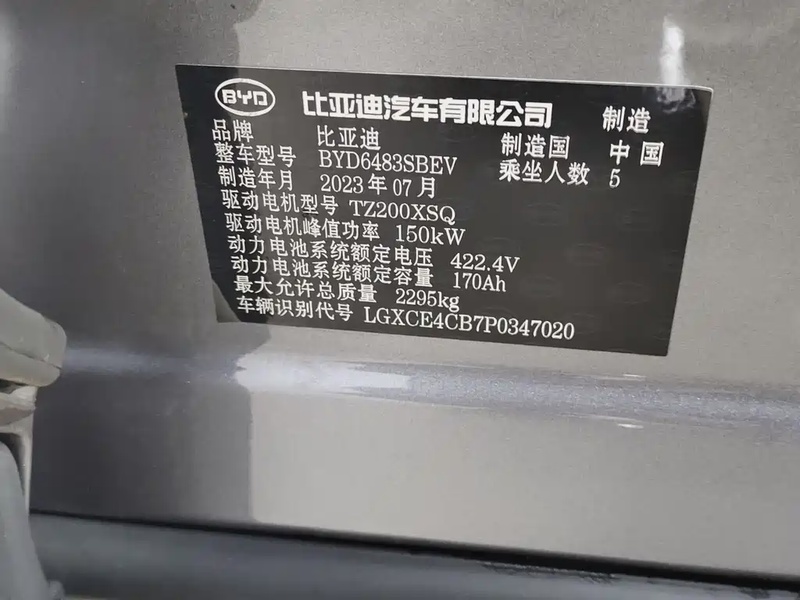 BYD 比亚迪汽车有限公司 制造
品牌 比亚迪 制造国 中国
整车型号 BYD6483SBEV 乘坐人数 5
制造年月 2023年07月
驱动电机型号 TZ200XSQ
驱动电机峰值功率 150kW
动力电池系统额定电压 422.4V
动力电池系统额定容量 170Ah
最大允许总质量 2295kg
车辆识别代号 LGXCE4CB7P0347020